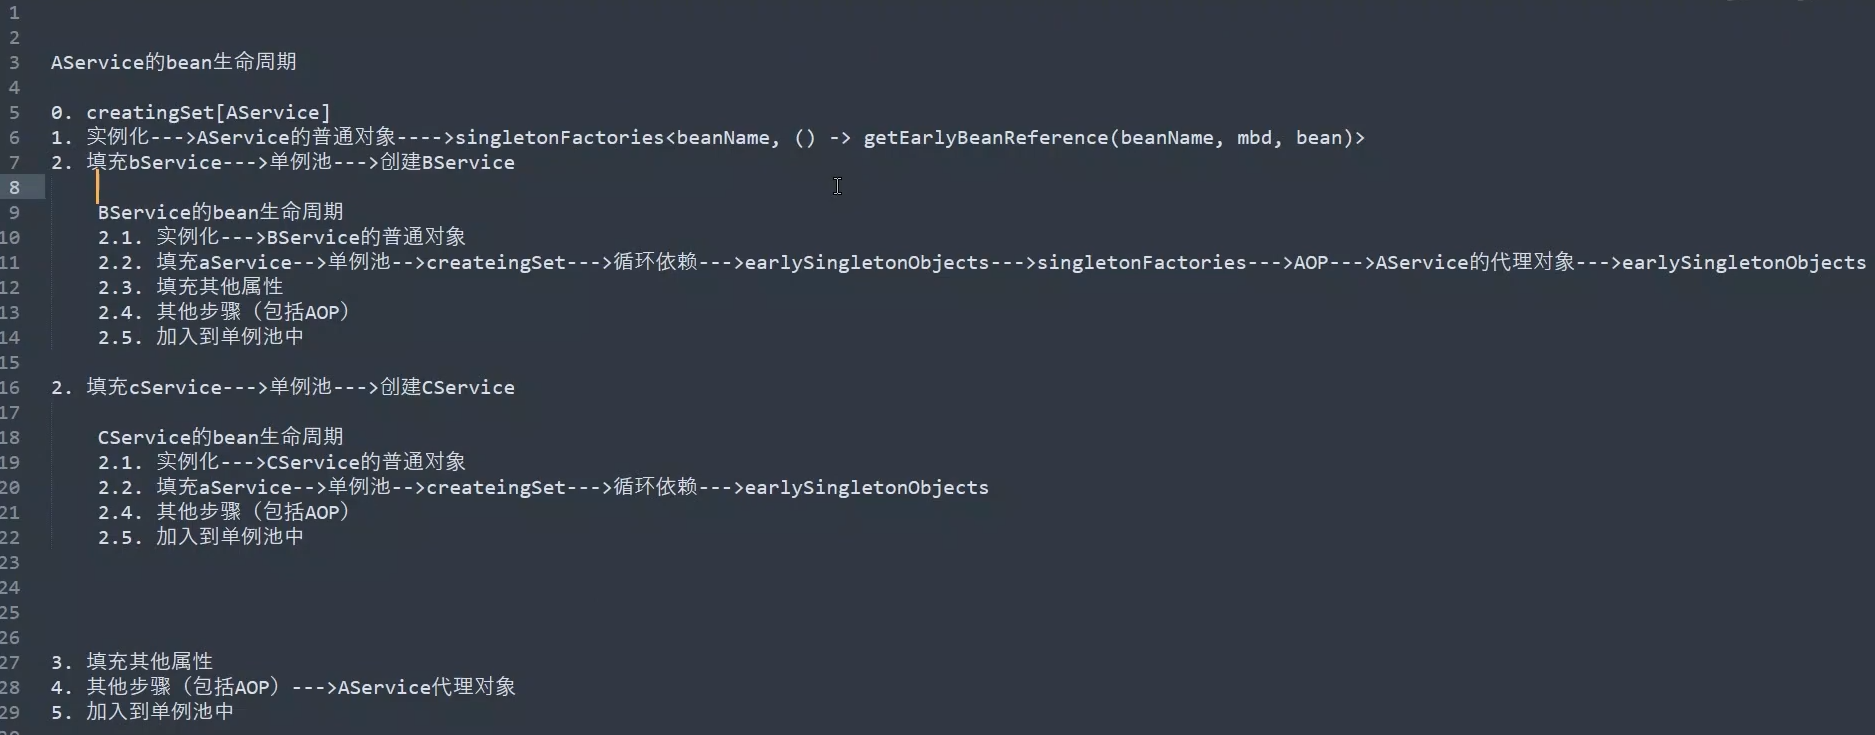 1
2
3 AService的bean生命周期
4
5 0. creatingSet[AService]
6 1. 实例化--->AService的普通对象---->singletonFactories<beanName, () -> getEarlyBeanReference(beanName, mbd, bean)>
7 2. 填充bService--->单例池--->创建BService
8
9 BService的bean生命周期
10 2.1. 实例化--->BService的普通对象
11 2.2. 填充aService-->单例池-->createingSet--->循环依赖--->earlySingletonObjects--->singletonFactories--->AOP--->AService的代理对象--->earlySingletonObjects
12 2.3. 填充其他属性
13 2.4. 其他步骤（包括AOP）
14 2.5. 加入到单例池中
15
16 2. 填充cService--->单例池--->创建CService
17
18 CService的bean生命周期
19 2.1. 实例化--->CService的普通对象
20 2.2. 填充aService-->单例池-->createingSet--->循环依赖--->earlySingletonObjects
21 2.4. 其他步骤（包括AOP）
22 2.5. 加入到单例池中
23
24
25
26
27 3. 填充其他属性
28 4. 其他步骤（包括AOP）--->AService代理对象
29 5. 加入到单例池中